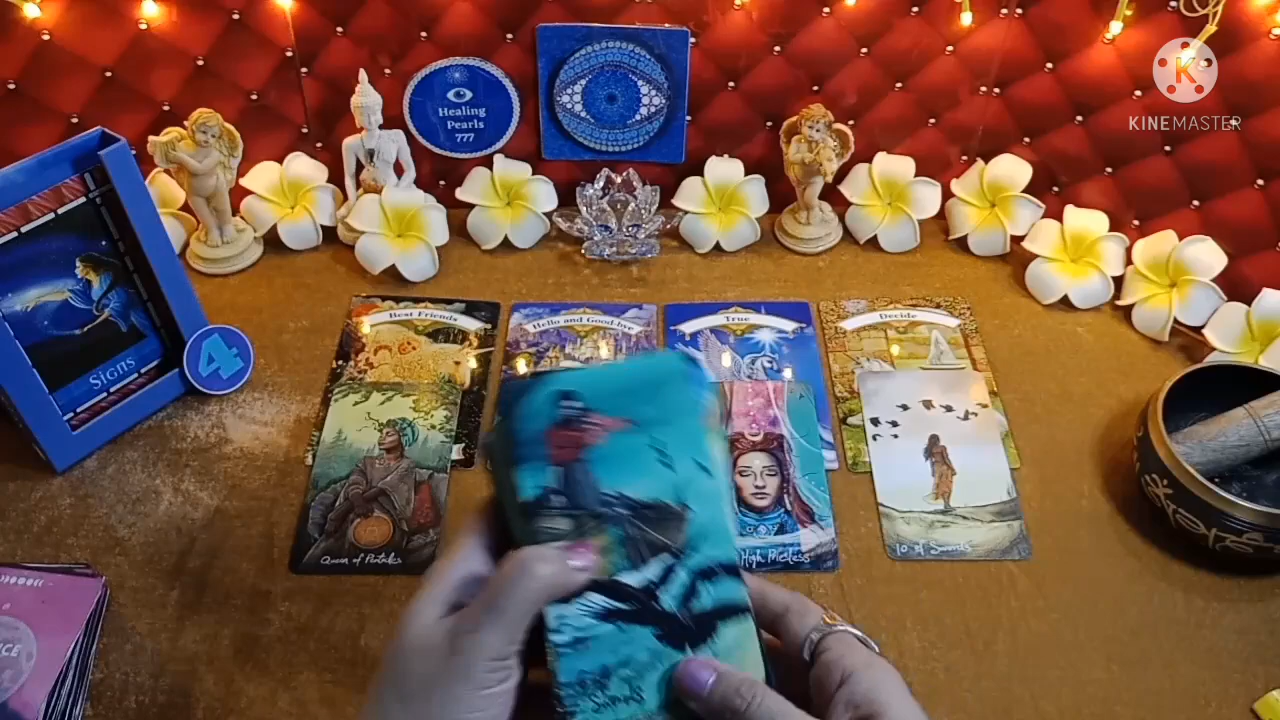 KINEMASTER
Healing
Pearls
777
Signs
4
Best Friends
Hello and Good-bye
True
Decide
Queen of Pentacles
High Priestess
10 of Swords